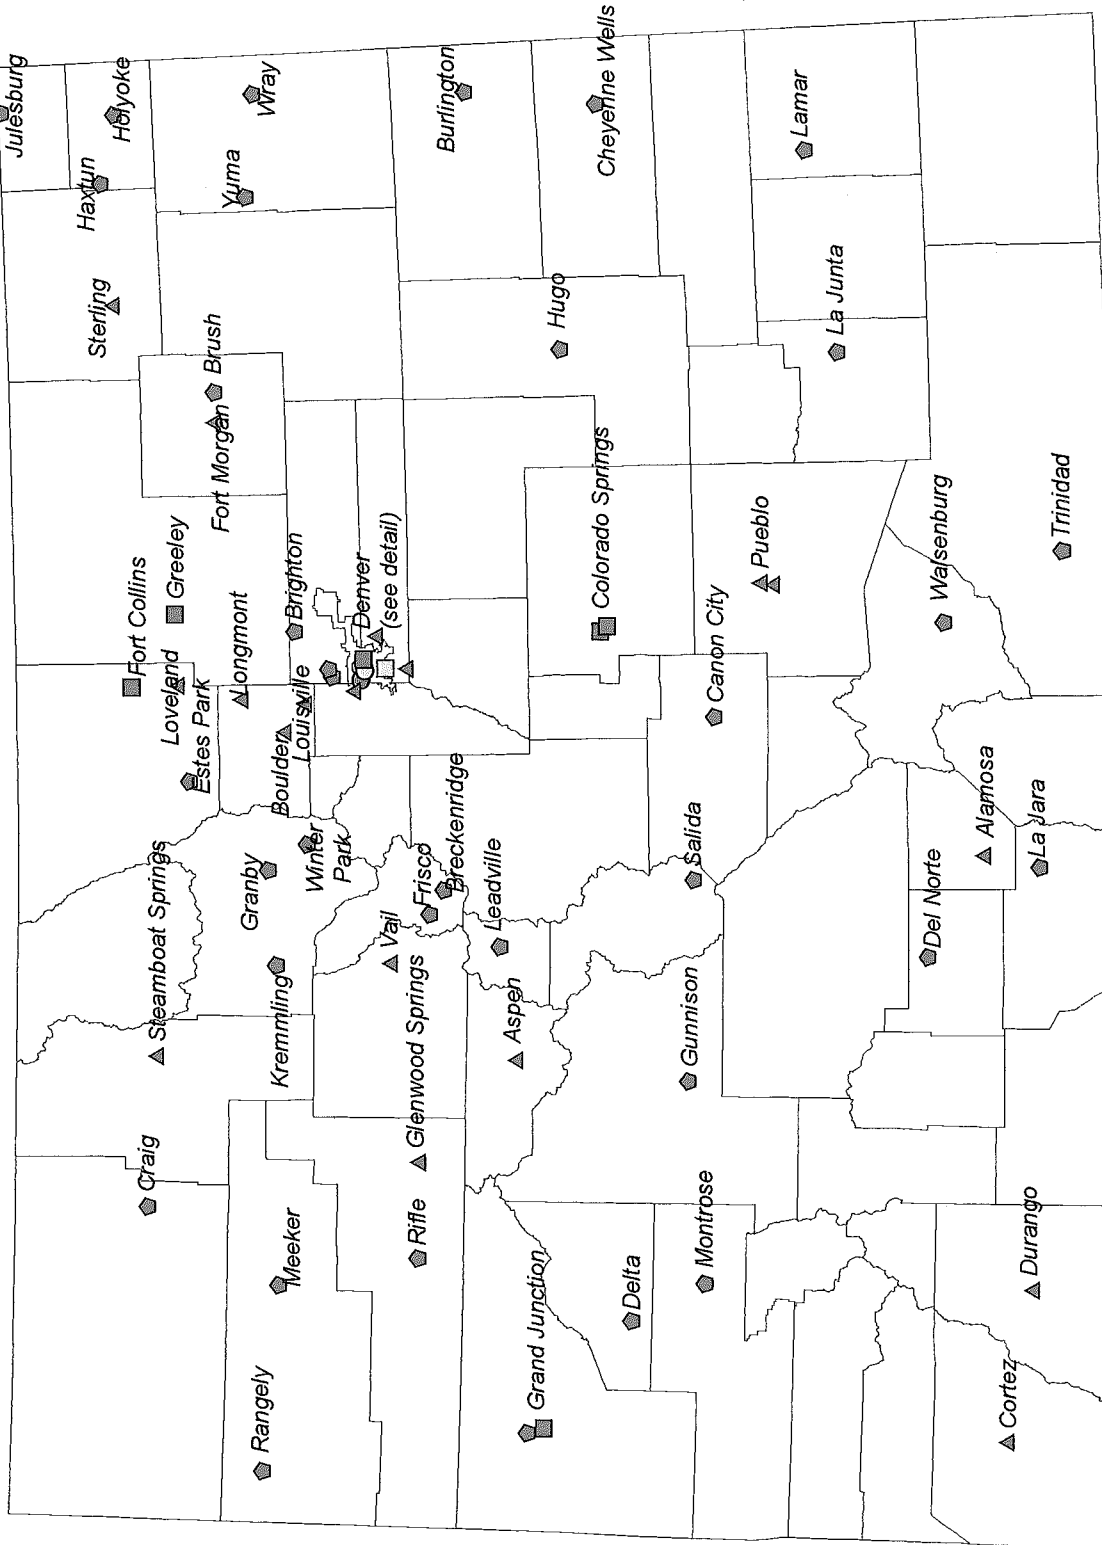 Julesburg
Holyoke
Haxtun
Sterling
Wray
Yuma
Brush
Fort Morgan
Burlington
Cheyenne Wells
Hugo
Lamar
La Junta
Fort Collins
Greeley
Loveland
Estes Park
Longmont
Brighton
Boulder
Louisville
Denver
(see detail)
Steamboat Springs
Granby
Winter
Park
Kremmling
Craig
Meeker
Rangely
Frisco
Breckenridge
Vail
Leadville
Glenwood Springs
Aspen
Rifle
Grand Junction
Delta
Montrose
Gunnison
Salida
Canon City
Colorado Springs
Pueblo
Walsenburg
Trinidad
Alamosa
La Jara
Del Norte
Durango
Cortez